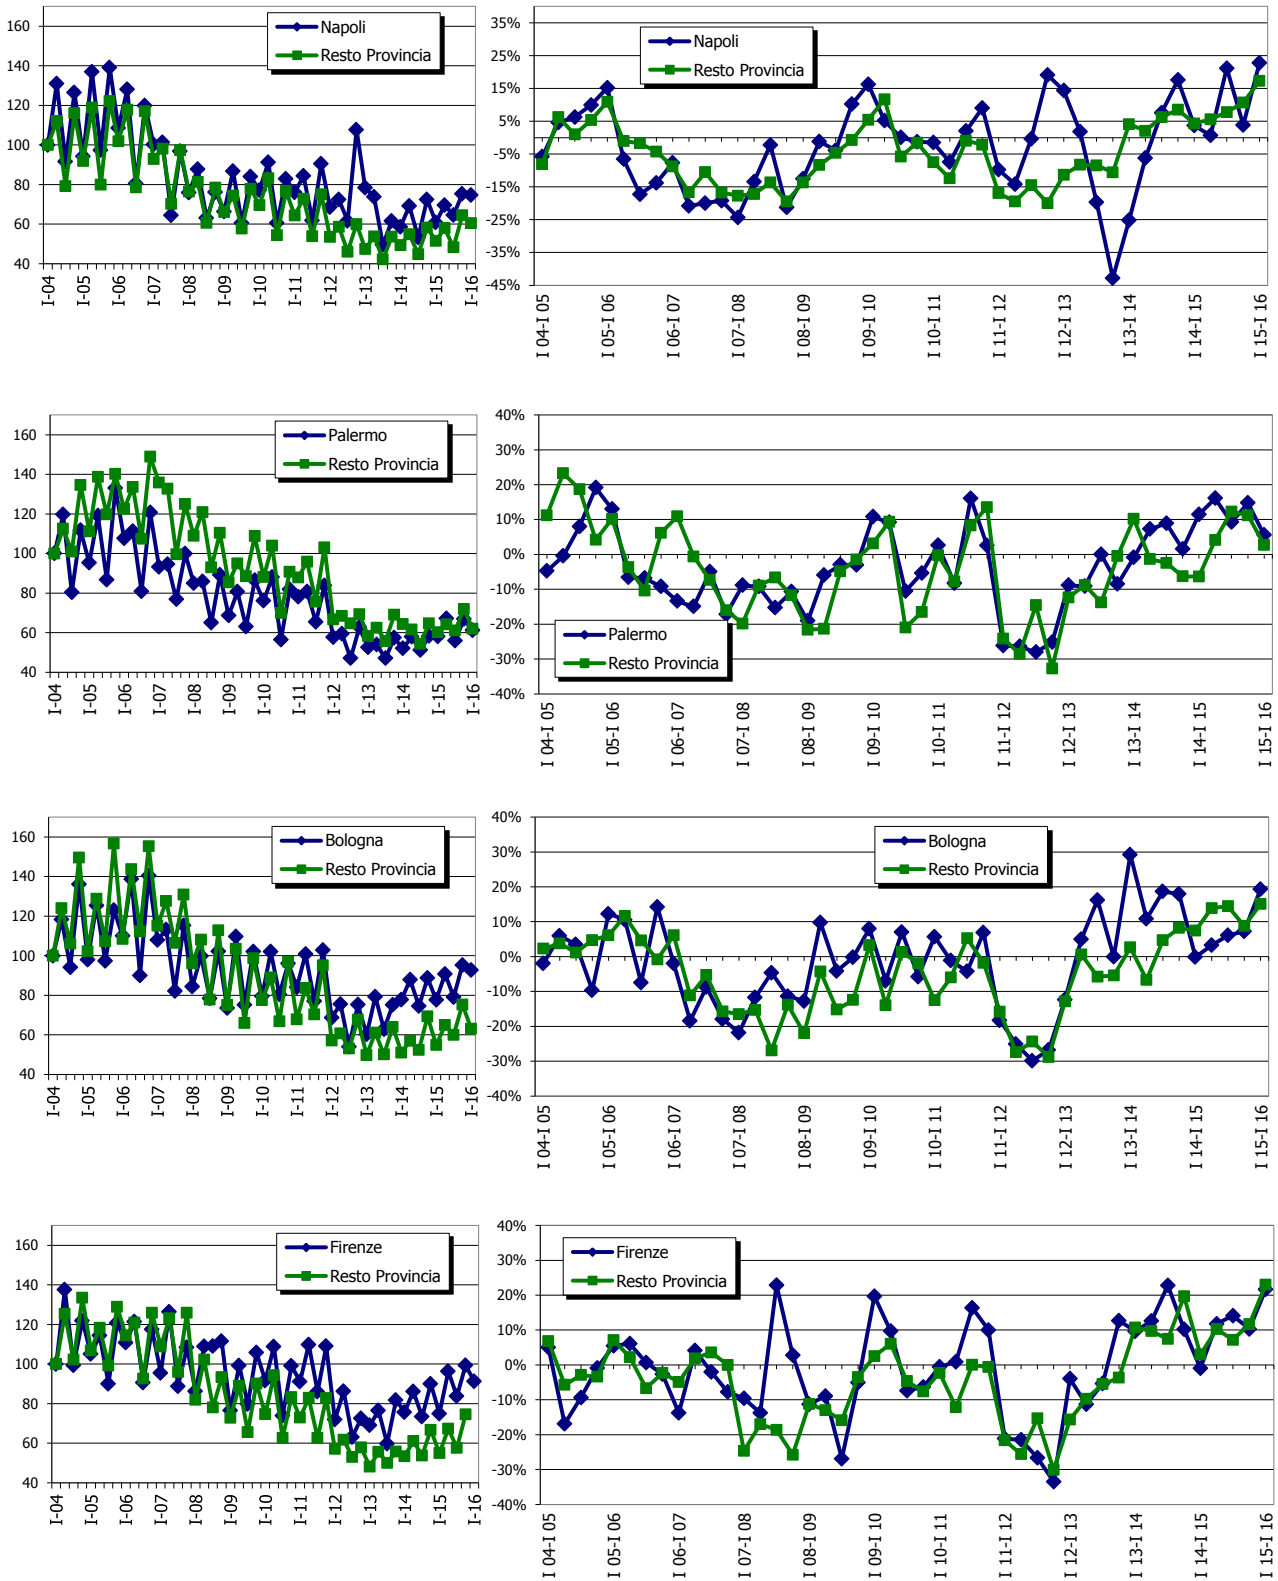 160
140
120
100
80
60
40
Napoli
Resto Provincia
I-04
I-05
I-06
I-07
I-08
I-09
I-10
I-11
I-12
I-13
I-14
I-15
I-16
35%
25%
15%
5%
-5%
-15%
-25%
-35%
-45%
Napoli
Resto Provincia
I 04-I 05
I 05-I 06
I 06-I 07
I 07-I 08
I 08-I 09
I 09-I 10
I 10-I 11
I 11-I 12
I 12-I 13
I 13-I 14
I 14-I 15
I 15-I 16
160
140
120
100
80
60
40
Palermo
Resto Provincia
I-04
I-05
I-06
I-07
I-08
I-09
I-10
I-11
I-12
I-13
I-14
I-15
I-16
40%
30%
20%
10%
0%
-10%
-20%
-30%
-40%
Palermo
Resto Provincia
I 04-I 05
I 05-I 06
I 06-I 07
I 07-I 08
I 08-I 09
I 09-I 10
I 10-I 11
I 11-I 12
I 12-I 13
I 13-I 14
I 14-I 15
I 15-I 16
160
140
120
100
80
60
40
Bologna
Resto Provincia
I-04
I-05
I-06
I-07
I-08
I-09
I-10
I-11
I-12
I-13
I-14
I-15
I-16
40%
30%
20%
10%
0%
-10%
-20%
-30%
-40%
Bologna
Resto Provincia
I 04-I 05
I 05-I 06
I 06-I 07
I 07-I 08
I 08-I 09
I 09-I 10
I 10-I 11
I 11-I 12
I 12-I 13
I 13-I 14
I 14-I 15
I 15-I 16
160
140
120
100
80
60
40
Firenze
Resto Provincia
I-04
I-05
I-06
I-07
I-08
I-09
I-10
I-11
I-12
I-13
I-14
I-15
I-16
40%
30%
20%
10%
0%
-10%
-20%
-30%
-40%
Firenze
Resto Provincia
I 04-I 05
I 05-I 06
I 06-I 07
I 07-I 08
I 08-I 09
I 09-I 10
I 10-I 11
I 11-I 12
I 12-I 13
I 13-I 14
I 14-I 15
I 15-I 16